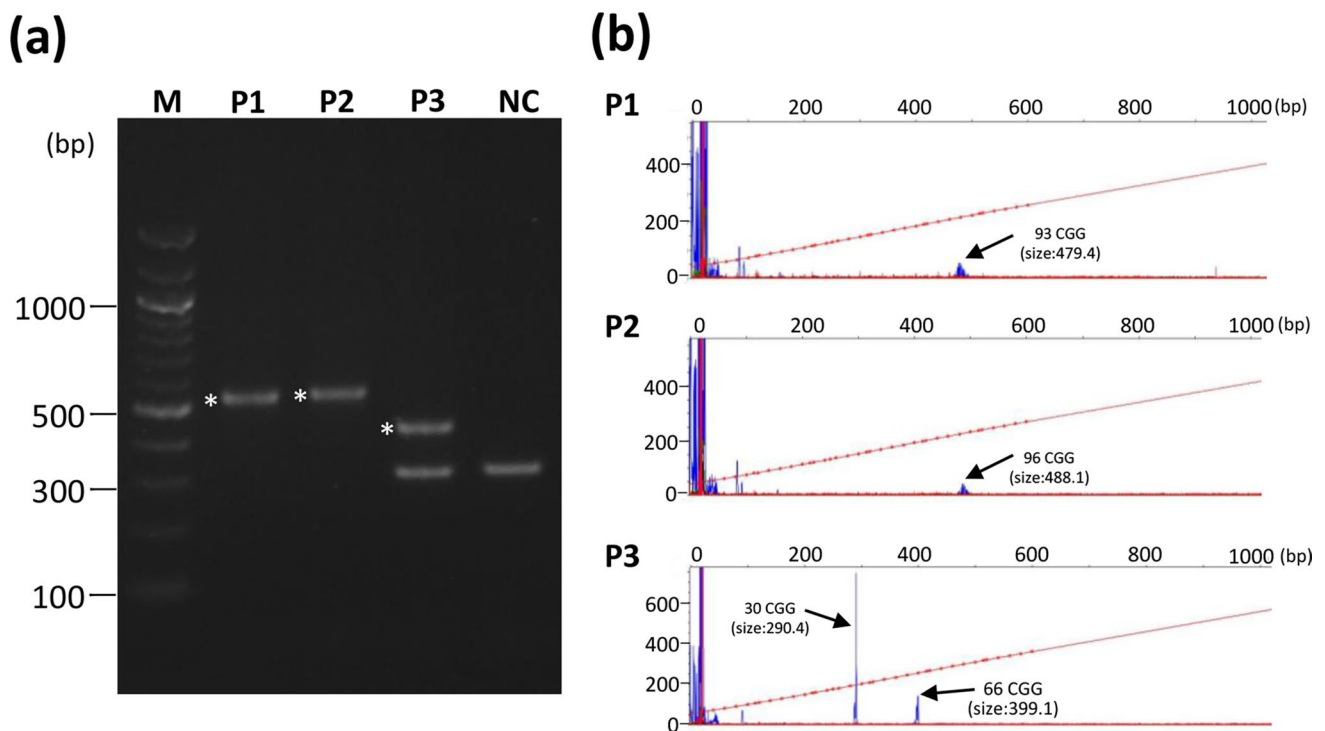 (a)
M P1 P2 P3 NC
(bp)
1000
500
300
100
* * *
(b)
P1
0 200 400 600 800 1000 (bp)
400
200
0
93 CGG
(size:479.4)
P2
0 200 400 600 800 1000 (bp)
400
200
0
96 CGG
(size:488.1)
P3
0 200 400 600 800 1000 (bp)
600
400
200
0
30 CGG
(size:290.4)
66 CGG
(size:399.1)